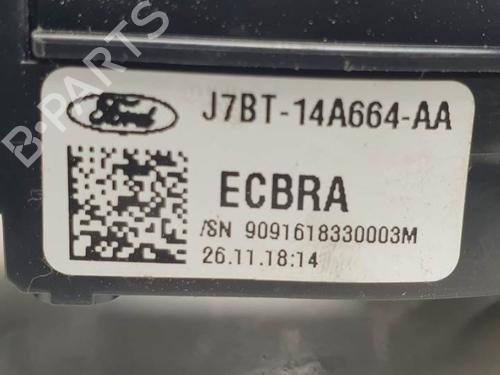 Ford J7BT-14A664-AA
ECBRA
/SN 9091618330003M
26.11.18:14
B-PARTS